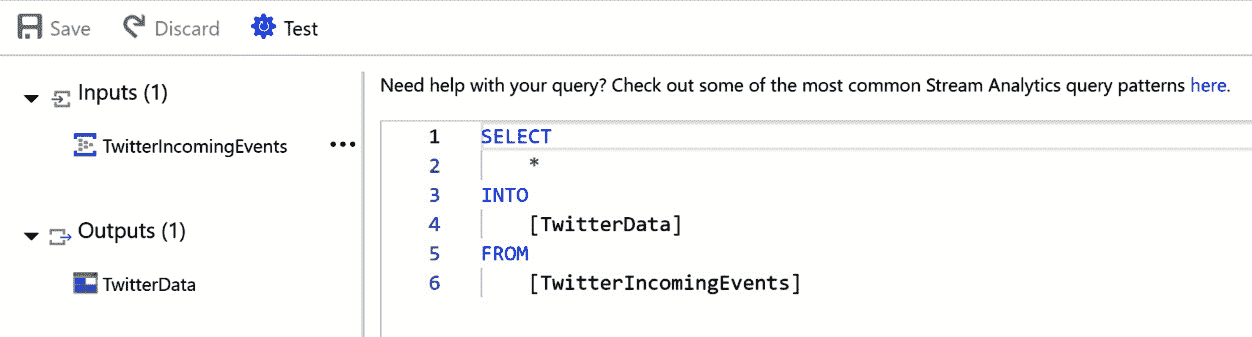 Save Discard Test
Inputs (1)
TwitterIncomingEvents ...
Outputs (1)
TwitterData
Need help with your query? Check out some of the most common Stream Analytics query patterns here.
1 SELECT
2 *
3 INTO
4 [TwitterData]
5 FROM
6 [TwitterIncomingEvents]